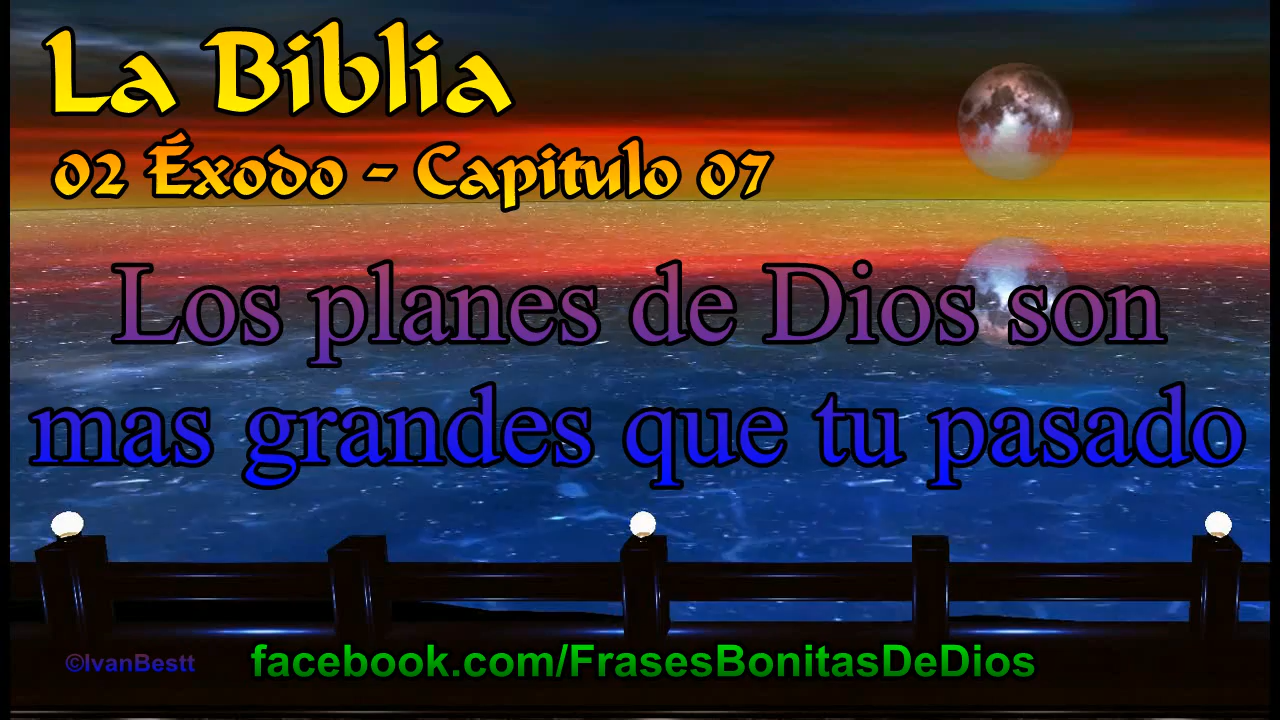 La Biblia
02 Éxodo - Capitulo 07
Los planes de Dios son
mas grandes que tu pasado
©IvanBestt
facebook.com/FrasesBonitasDeDios